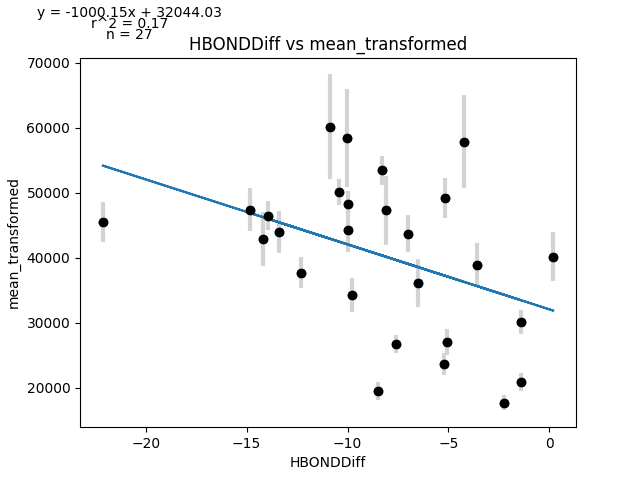 y = -1000.15x + 32044.03
r^2 = 0.17
n = 27
HBONDDiff vs mean_transformed
mean_transformed
70000
60000
50000
40000
30000
20000
−20
−15
−10
−5
0
HBONDDiff